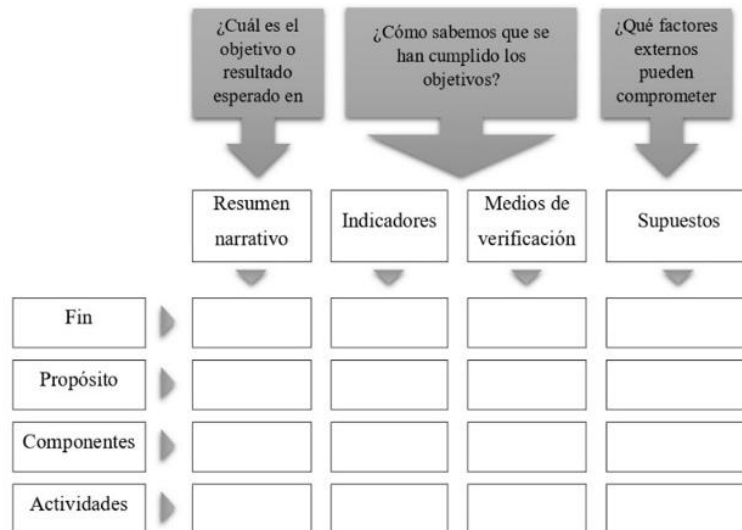 ¿Cuál es el
objetivo o
resultado
esperado en
¿Cómo sabemos que se
han cumplido los
objetivos?
¿Qué factores
externos
pueden
comprometer
Resumen
narrativo
Indicadores
Medios de
verificación
Supuestos
Fin
Propósito
Componentes
Actividades